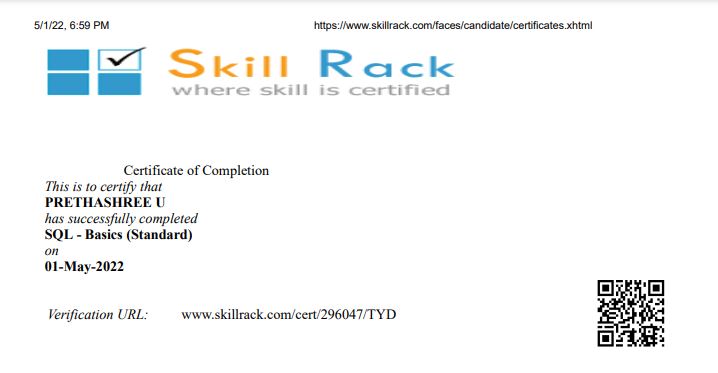 5/1/22, 6:59 PM https://www.skillrack.com/faces/candidate/certificates.xhtml
Skill Rack
where skill is certified
Certificate of Completion
This is to certify that
PRETHASHREE U
has successfully completed
SQL - Basics (Standard)
on
01-May-2022
Verification URL: www.skillrack.com/cert/296047/TYD